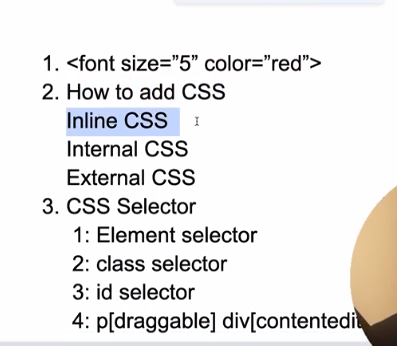 1. <font size=”5” color=”red”>
2. How to add CSS
Inline CSS
Internal CSS
External CSS
3. CSS Selector
1: Element selector
2: class selector
3: id selector
4: p[draggable] div[contentedit